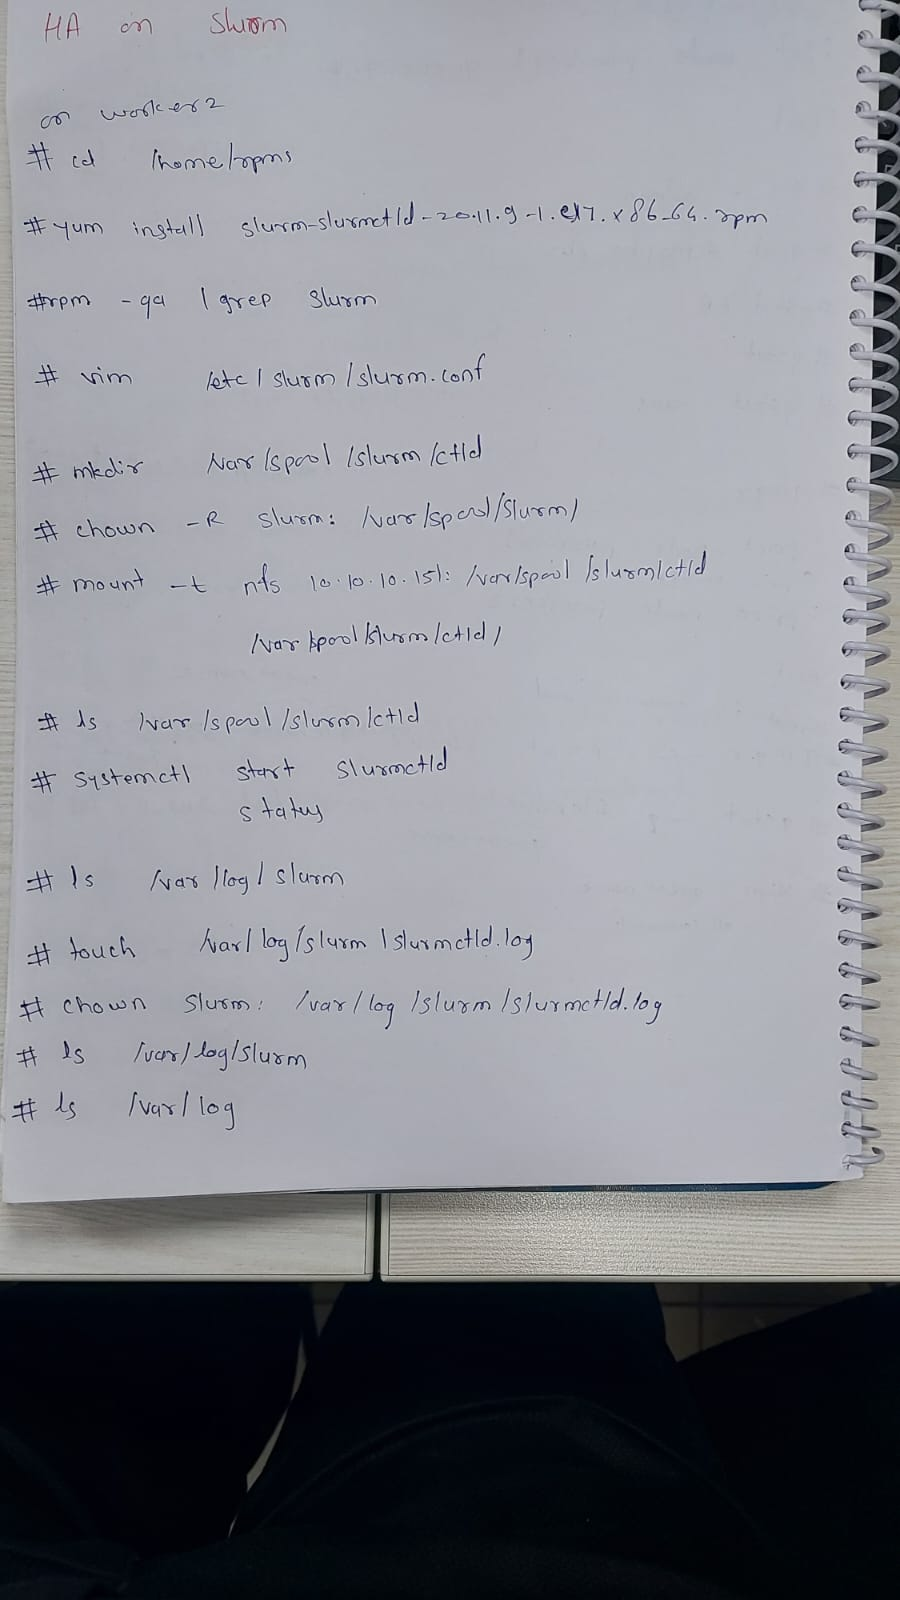 HA on Slurm
on worker2
# cd /home/rpms
# yum install slurm-slurmctld-20.11.9-1.el7.x86_64.rpm
#rpm -qa | grep slurm
# vim /etc/slurm/slurm.conf
# mkdir /var/spool/slurm/ctld
# chown -R slurm: /var/spool/slurm/
# mount -t nfs 10.10.10.151: /var/spool/slurm/ctld
/var/spool/slurm/ctld/
# ls /var/spool/slurm/ctld
# systemctl start slurmctld
status
# ls /var/log/slurm
# touch /var/log/slurm/slurmctld.log
# chown slurm: /var/log/slurm/slurmctld.log
# ls /var/log/slurm
# ls /var/log